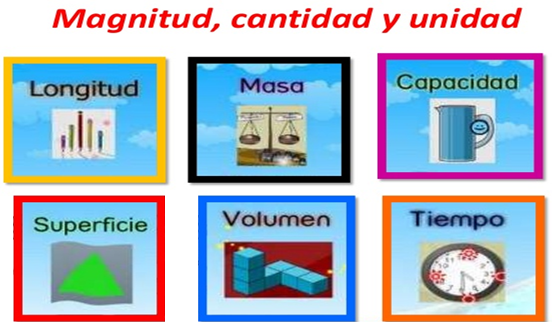 Magnitud, cantidad y unidad
Longitud
Masa
Capacidad
Superficie
Volumen
Tiempo